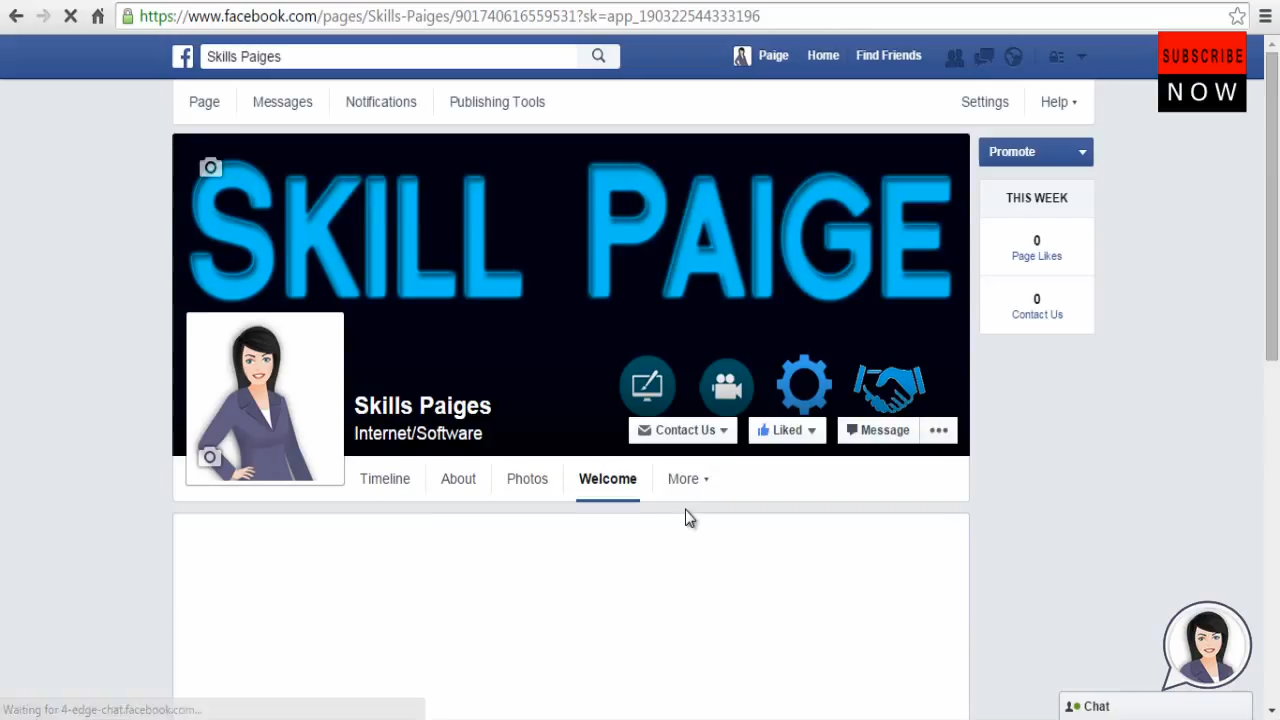 https://www.facebook.com/pages/Skills-Paiges/901740616559531?sk=app_190322544333196
Skills Paiges
Paige Home Find Friends
SUBSCRIBE
NOW
Page Messages Notifications Publishing Tools Settings Help
SKILL PAIGE
Promote
THIS WEEK
0
Page Likes
0
Contact Us
Skills Paiges
Internet/Software
Contact Us Liked Message •••
Timeline About Photos Welcome More
Waiting for 4-edge-chat.facebook.com...
Chat